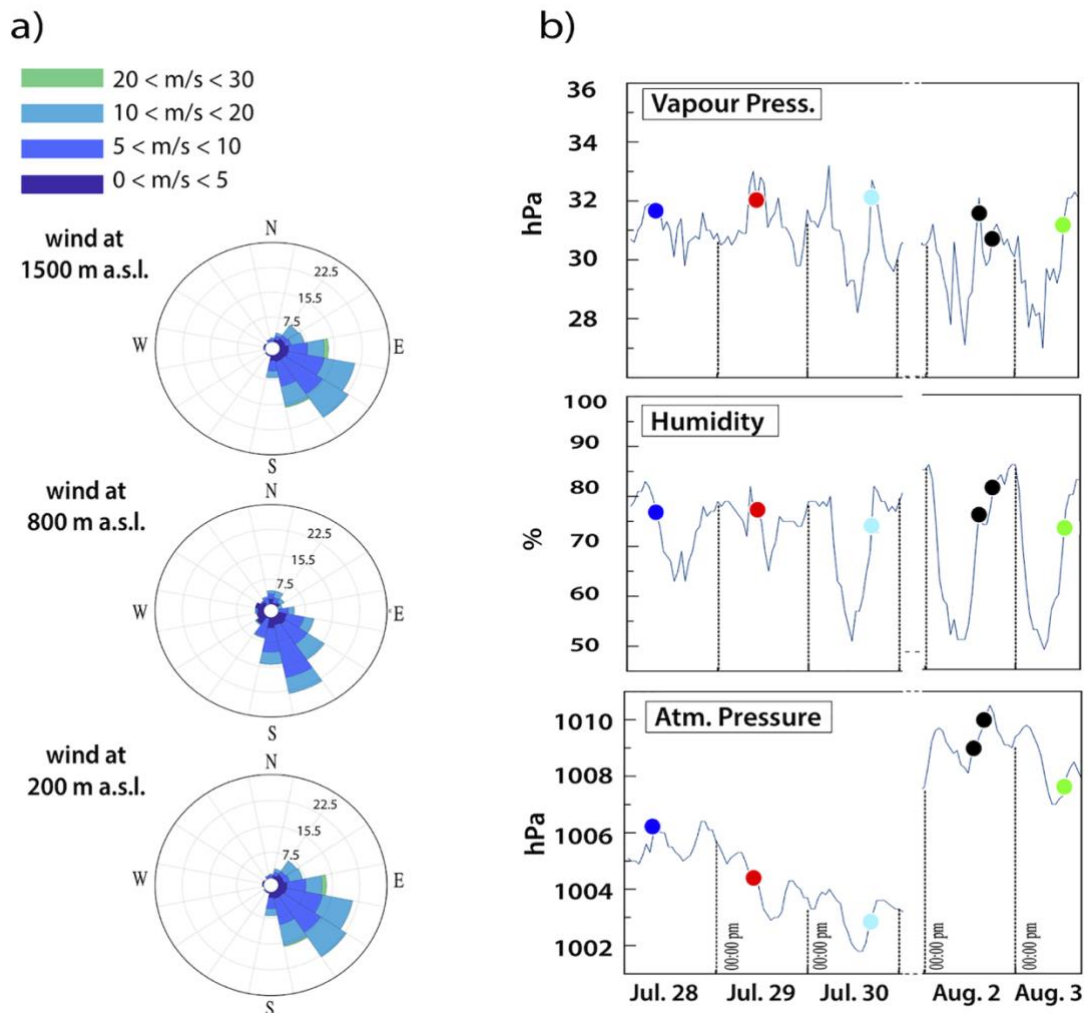 a)
20 < m/s < 30
10 < m/s < 20
5 < m/s < 10
0 < m/s < 5
wind at
1500 m a.s.l.
N
22.5
15.5
7.5
W
E
S
wind at
800 m a.s.l.
N
22.5
15.5
7.5
W
E
S
wind at
200 m a.s.l.
N
22.5
15.5
7.5
W
E
S
b)
Vapour Press.
hPa
36
34
32
30
28
Humidity
%
100
90
80
70
60
50
Atm. Pressure
hPa
1010
1008
1006
1004
1002
00:00 pm
00:00 pm
00:00 pm
00:00 pm
Jul. 28
Jul. 29
Jul. 30
Aug. 2
Aug. 3